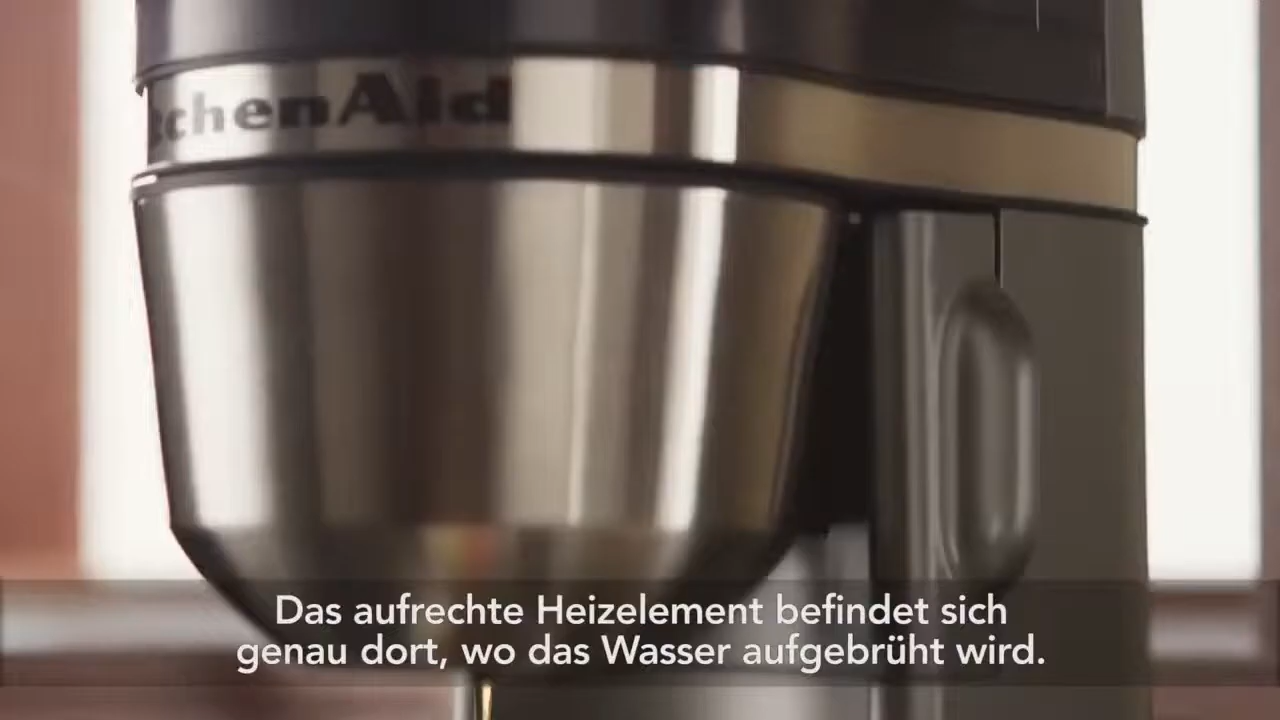 chenAid
Das aufrechte Heizelement befindet sich
genau dort, wo das Wasser aufgebrüht wird.